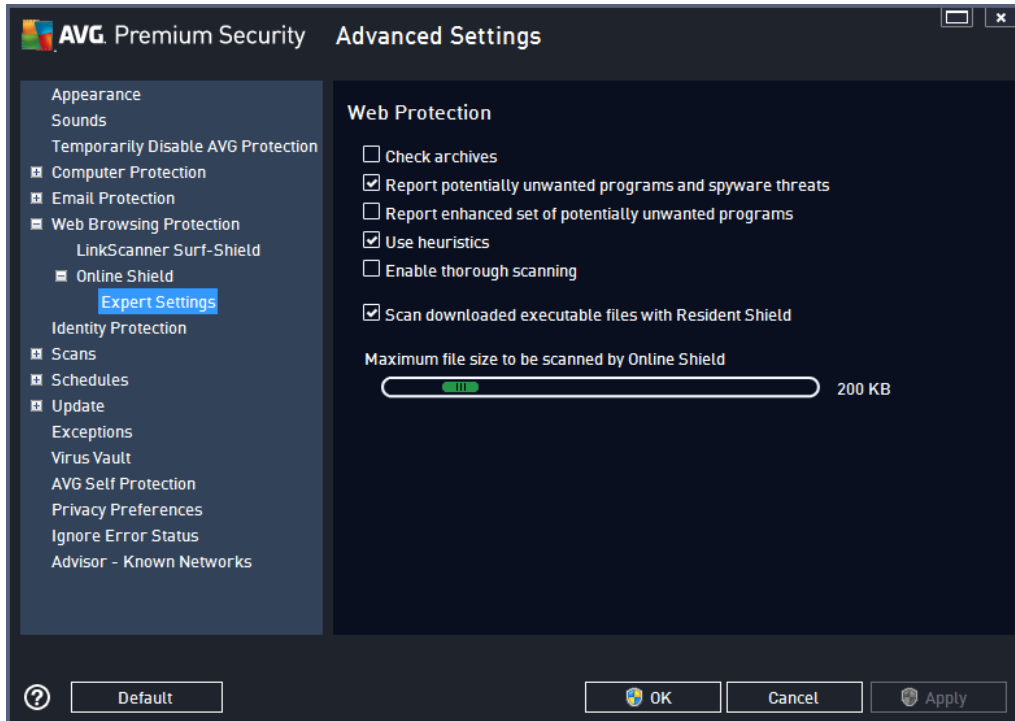 AVG. Premium Security
Advanced Settings
x
Appearance
Sounds
Temporarily Disable AVG Protection
Computer Protection
Email Protection
Web Browsing Protection
LinkScanner Surf-Shield
Online Shield
Expert Settings
Identity Protection
Scans
Schedules
Update
Exceptions
Virus Vault
AVG Self Protection
Privacy Preferences
Ignore Error Status
Advisor - Known Networks
Web Protection
Check archives
Report potentially unwanted programs and spyware threats
Report enhanced set of potentially unwanted programs
Use heuristics
Enable thorough scanning
Scan downloaded executable files with Resident Shield
Maximum file size to be scanned by Online Shield
200 KB
?
Default
OK
Cancel
Apply